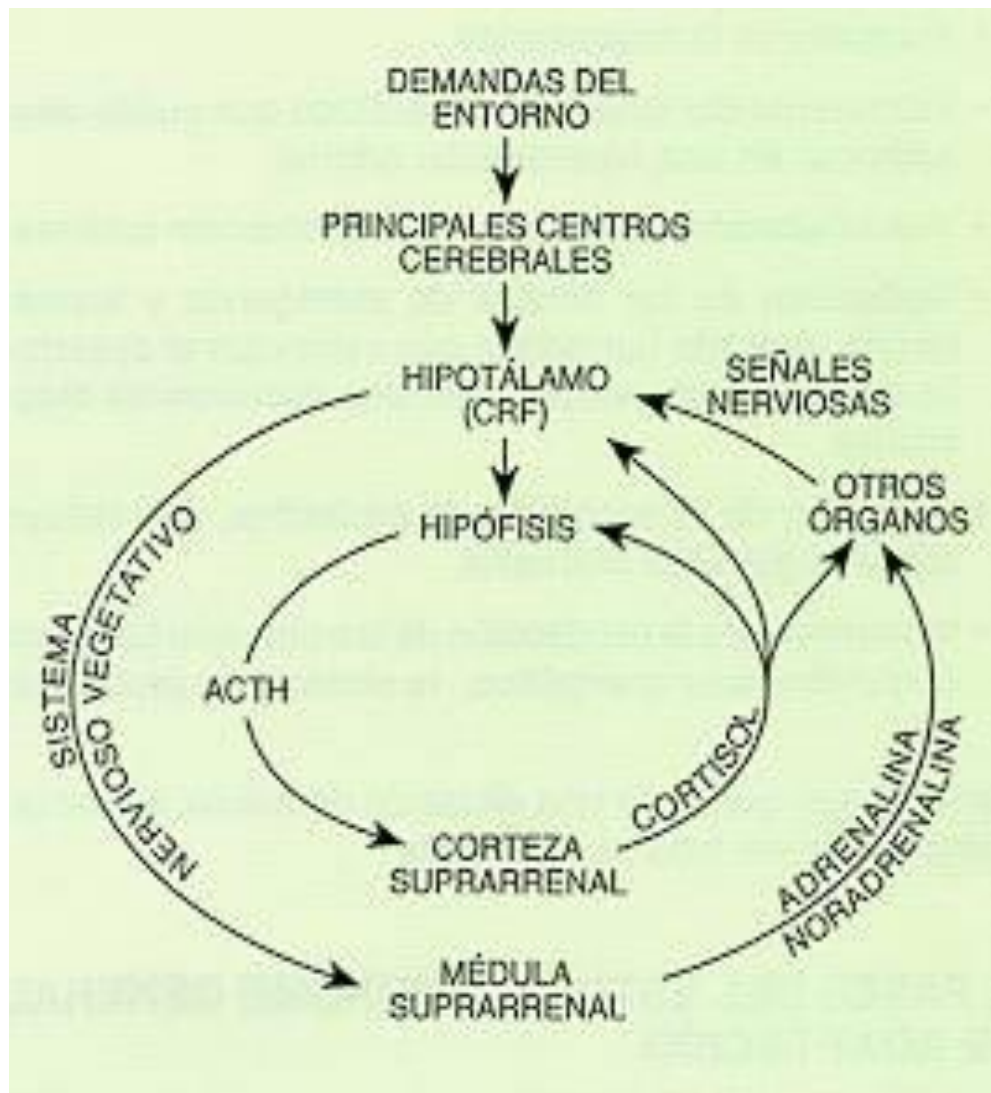 DEMANDAS DEL
ENTORNO
PRINCIPALES CENTROS
CEREBRALES
HIPOTÁLAMO
(CRF)
SEÑALES
NERVIOSAS
OTROS
ÓRGANOS
HIPÓFISIS
SISTEMA
NERVIOSO VEGETATIVO
ACTH
CORTISOL
ADRENALINA
NORADRENALINA
CORTEZA
SUPRARRENAL
MÉDULA
SUPRARRENAL